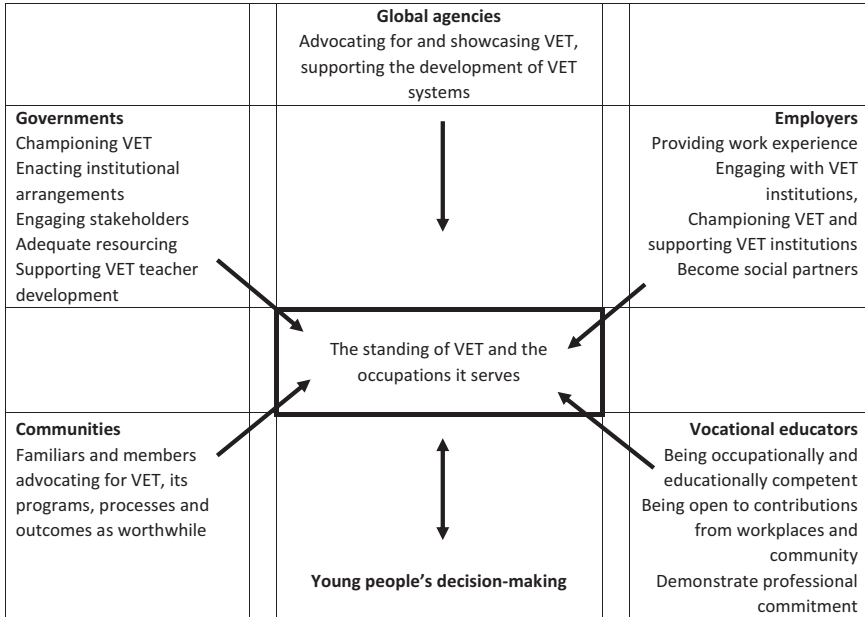 Global agencies
Advocating for and showcasing VET,
supporting the development of VET
systems
Governments
Championing VET
Enacting institutional
arrangements
Engaging stakeholders
Adequate resourcing
Supporting VET teacher
development
Employers
Providing work experience
Engaging with VET
institutions,
Championing VET and
supporting VET institutions
Become social partners
The standing of VET and the
occupations it serves
Communities
Familiars and members
advocating for VET, its
programs, processes and
outcomes as worthwhile
Young people’s decision-making
Vocational educators
Being occupationally and
educationally competent
Being open to contributions
from workplaces and
community
Demonstrate professional
commitment